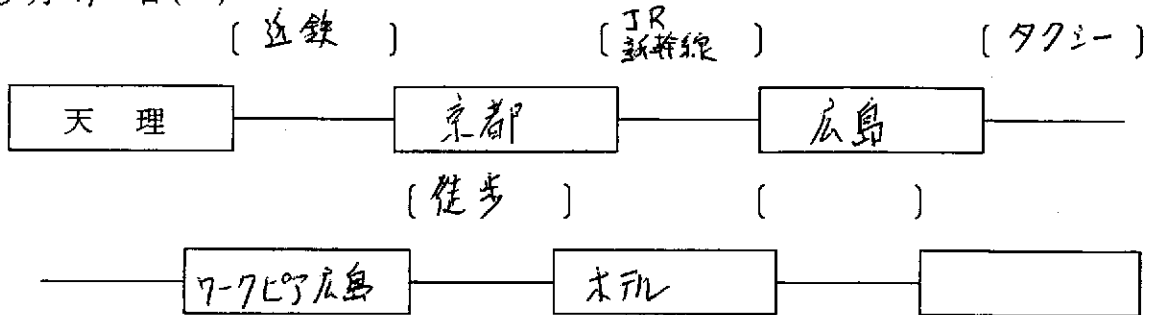 〔 近鉄 〕 〔 JR 新幹線 〕 〔 タクシー 〕
天 理 京都 広島
〔 徒歩 〕 〔 〕
ワークピア広島 ホテル